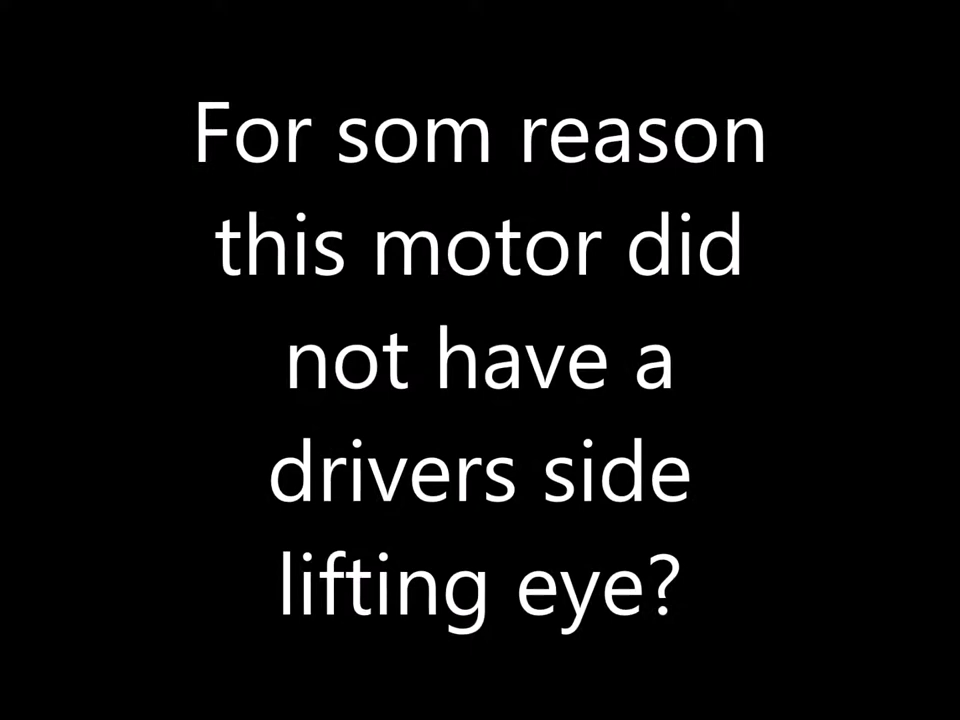 For som reason
this motor did
not have a
drivers side
lifting eye?